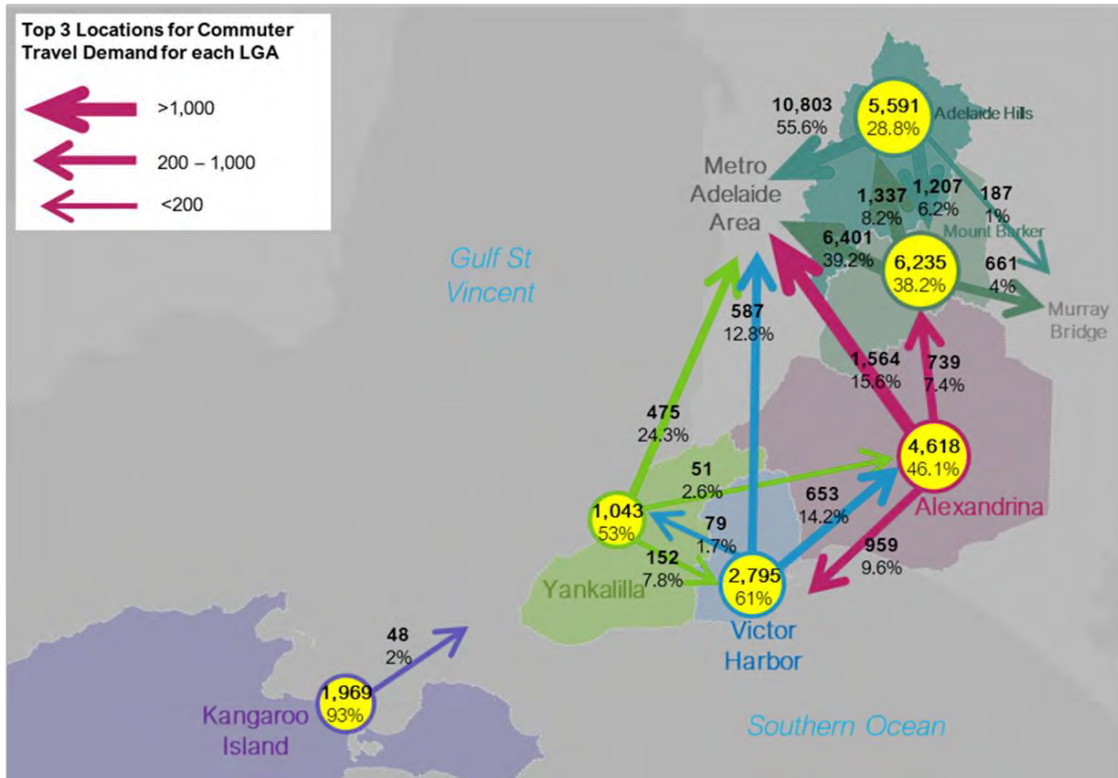 Top 3 Locations for Commuter
Travel Demand for each LGA
>1,000
200 – 1,000
<200
10,803
55.6%
5,591
28.8%
Adelaide Hills
Metro
Adelaide
Area
1,337
8.2%
1,207
6.2%
187
1%
Mount Barker
6,401
39.2%
6,235
38.2%
661
4%
Murray
Bridge
Gulf St
Vincent
587
12.8%
1,564
15.6%
739
7.4%
475
24.3%
51
2.6%
4,618
46.1%
Alexandrina
653
14.2%
1,043
53%
79
1.7%
152
7.8%
959
9.6%
2,795
61%
Yankalilla
Victor
Harbor
48
2%
1,969
93%
Kangaroo
Island
Southern Ocean